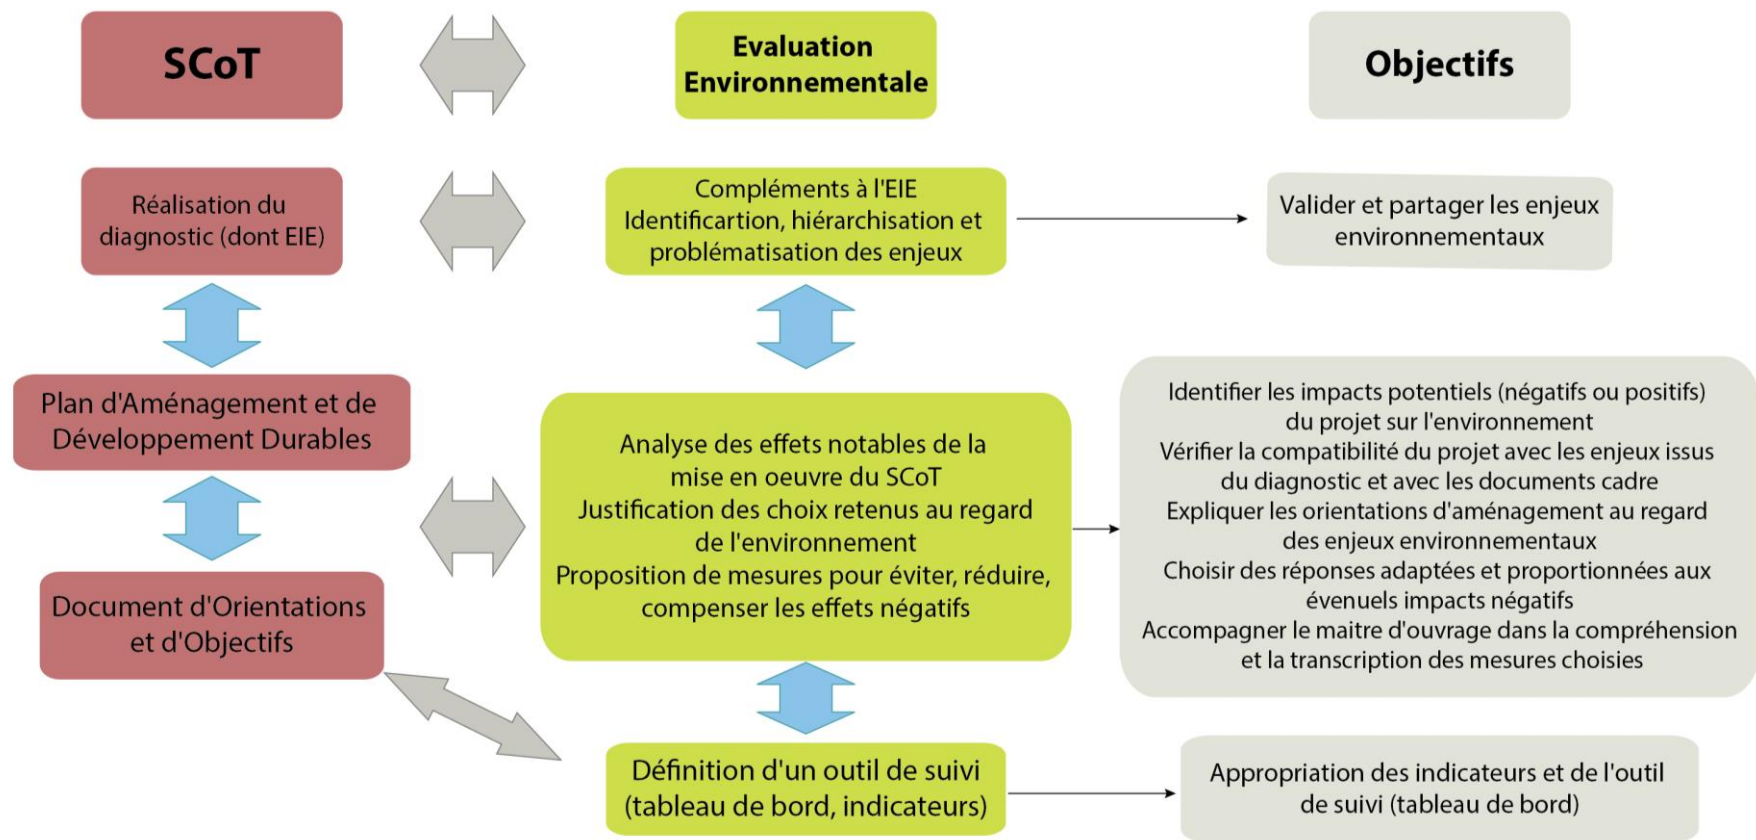 SCoT
Evaluation
Environnementale
Objectifs
Réalisation du
diagnostic (dont EIE)
Compléments à l'EIE
Identificartion, hiérarchisation et
problématisation des enjeux
Valider et partager les enjeux
environnementaux
Plan d'Aménagement et de
Développement Durables
Analyse des effets notables de la
mise en oeuvre du SCoT
Justification des choix retenus au regard
de l'environnement
Proposition de mesures pour éviter, réduire,
compenser les effets négatifs
Identifier les impacts potentiels (négatifs ou positifs)
du projet sur l'environnement
Vérifier la compatibilité du projet avec les enjeux issus
du diagnostic et avec les documents cadre
Expliquer les orientations d'aménagement au regard
des enjeux environnementaux
Choisir des réponses adaptées et proportionnées aux
évenuels impacts négatifs
Accompagner le maitre d'ouvrage dans la compréhension
et la transcription des mesures choisies
Document d'Orientations
et d'Objectifs
Définition d'un outil de suivi
(tableau de bord, indicateurs)
Appropriation des indicateurs et de l'outil
de suivi (tableau de bord)